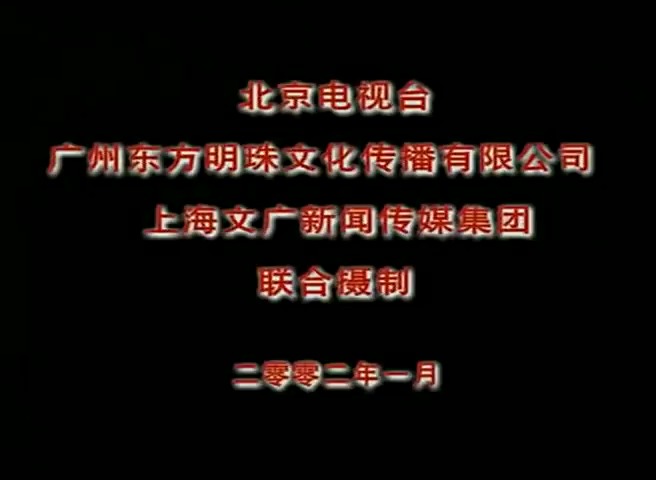 北京电视台
广州东方明珠文化传播有限公司
上海文广新闻传媒集团
联合摄制
二零零二年一月